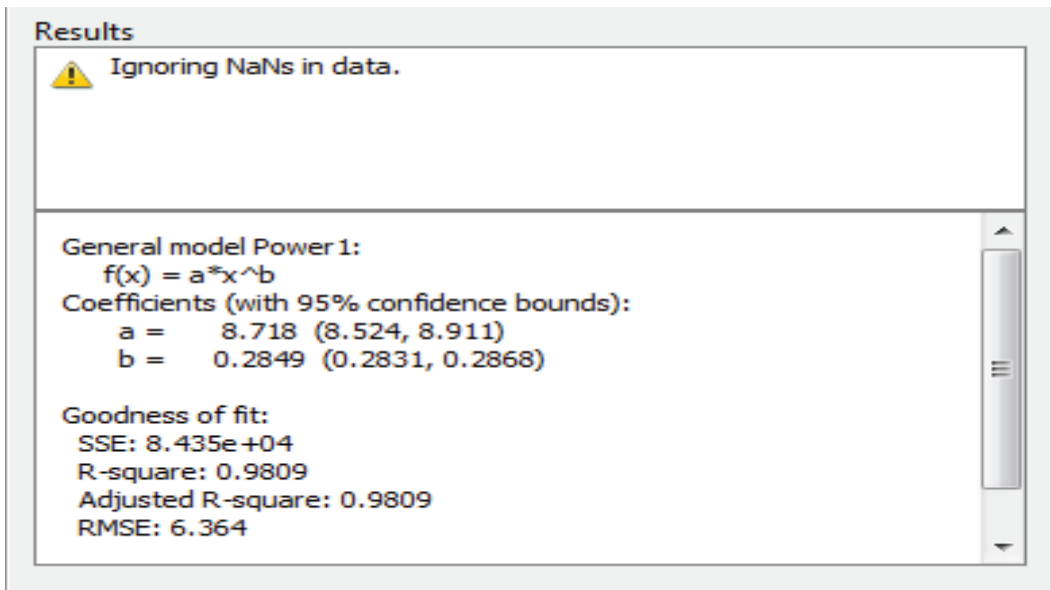 Results
Ignoring NaNs in data.
General model Power1:
f(x) = a*x^b
Coefficients (with 95% confidence bounds):
a = 8.718 (8.524, 8.911)
b = 0.2849 (0.2831, 0.2868)
Goodness of fit:
SSE: 8.435e+04
R-square: 0.9809
Adjusted R-square: 0.9809
RMSE: 6.364